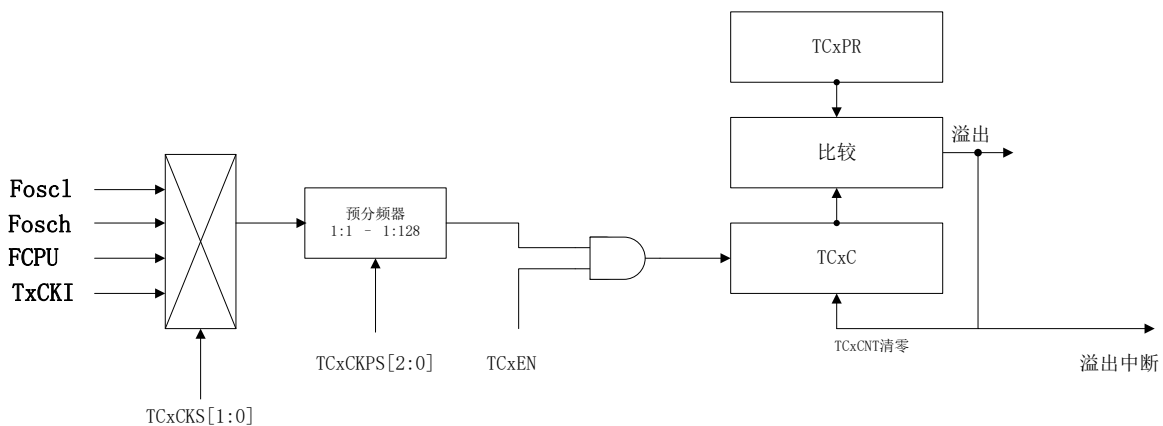 TCxPR
比较
溢出
Foscl
Fosch
FCPU
TxCKI
预分频器
1:1 - 1:128
TCxC
TCxCKPS[2:0]
TCxEN
TCxCNT清零
溢出中断
TCxCKS[1:0]